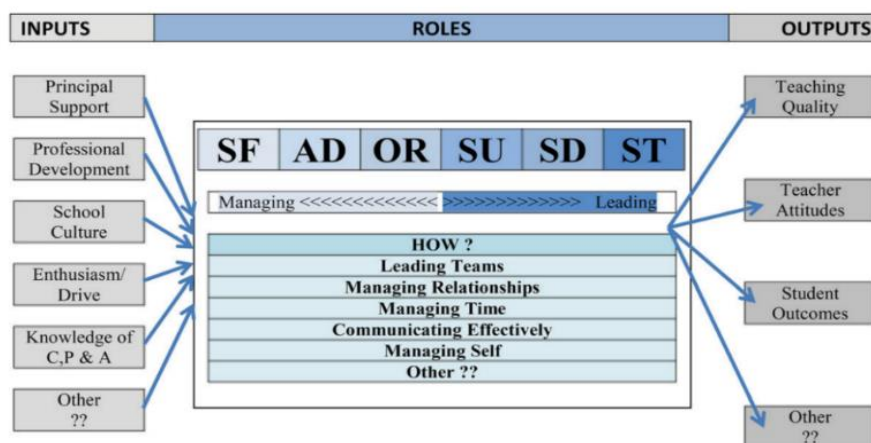 INPUTS
ROLES
OUTPUTS
Principal
Support
Professional
Development
School
Culture
Enthusiasm/
Drive
Knowledge of
C,P & A
Other
??
SF AD OR SU SD ST
Managing <<<<<<<<<<<<< >>>>>>>>>>>>> Leading
HOW ?
Leading Teams
Managing Relationships
Managing Time
Communicating Effectively
Managing Self
Other ??
Teaching
Quality
Teacher
Attitudes
Student
Outcomes
Other
??